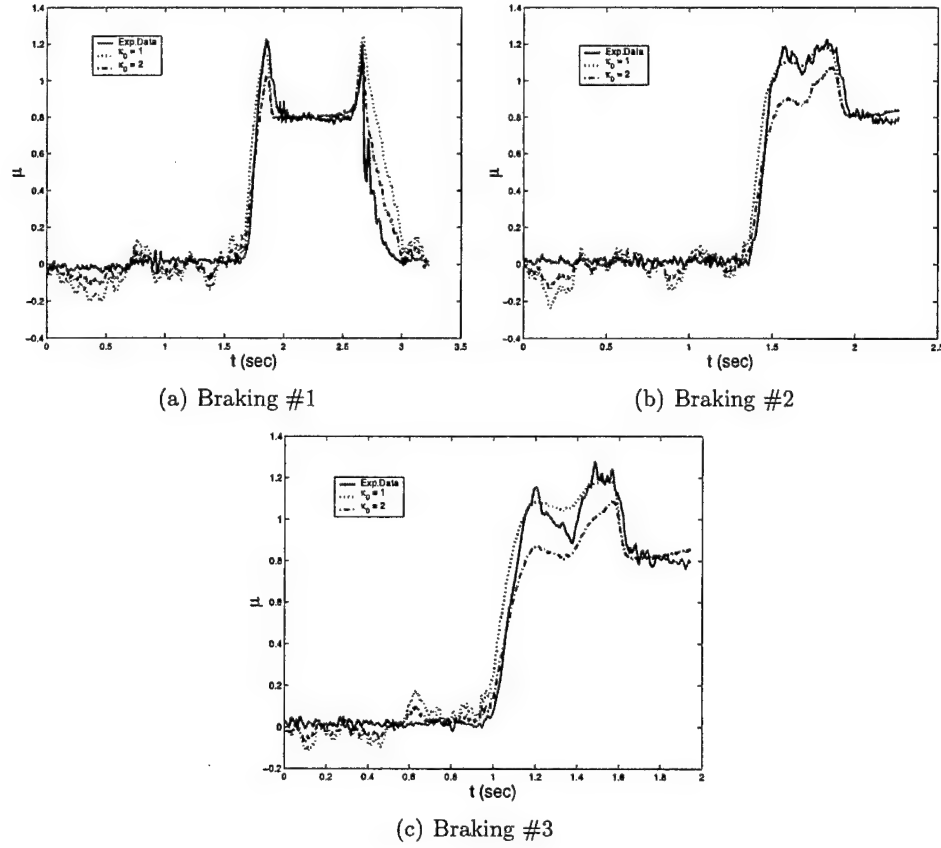 1.4
1.2
1
0.8
0.6
0.4
0.2
0
−0.2
−0.4
μ
Exp.Data
κ₀ = 1
κ₀ = 2
0 0.5 1 1.5 2 2.5 3 3.5
t (sec)
(a) Braking #1
1.4
1.2
1
0.8
0.6
0.4
0.2
0
−0.2
−0.4
μ
Exp.Data
κ₀ = 1
κ₀ = 2
0 0.5 1 1.5 2 2.5
t (sec)
(b) Braking #2
1.4
1.2
1
0.8
0.6
0.4
0.2
0
−0.2
μ
Exp.Data
κ₀ = 1
κ₀ = 2
0 0.2 0.4 0.6 0.8 1 1.2 1.4 1.6 1.8 2
t (sec)
(c) Braking #3